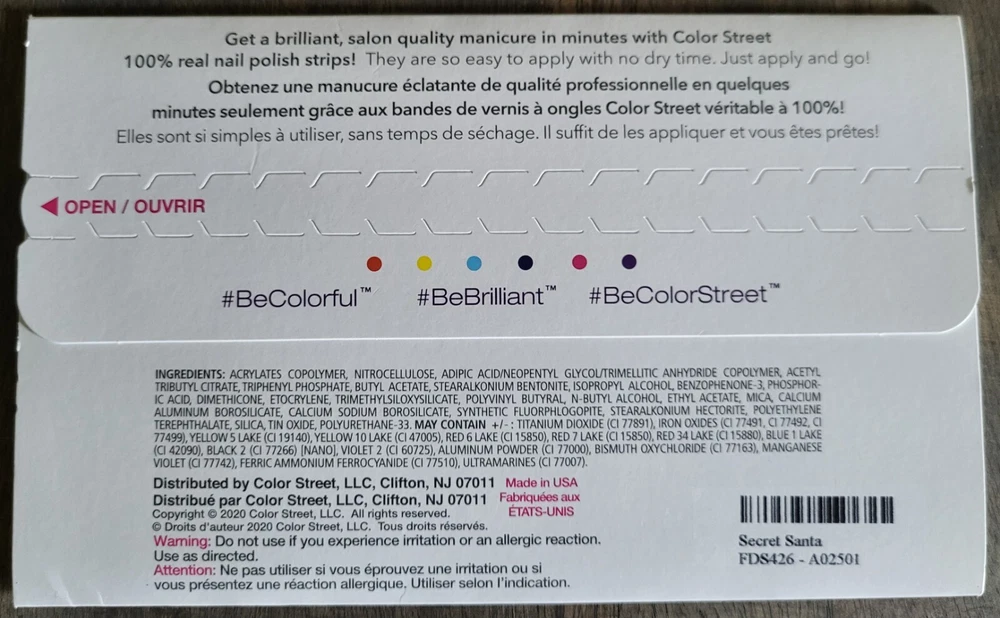 Get a brilliant, salon quality manicure in minutes with Color Street
100% real nail polish strips! They are so easy to apply with no dry time. Just apply and go!
Obtenez une manucure éclatante de qualité professionnelle en quelques
minutes seulement grâce aux bandes de vernis à ongles Color Street véritable à 100%!
Elles sont si simples à utiliser, sans temps de séchage. Il suffit de les appliquer et vous êtes prêtes!
OPEN / OUVRIR
#BeColorful™ #BeBrilliant™ #BeColorStreet™
INGREDIENTS: ACRYLATES COPOLYMER, NITROCELLULOSE, ADIPIC ACID/NEOPENTYL GLYCOL/TRIMELLITIC ANHYDRIDE COPOLYMER, ACETYL
TRIBUTYL CITRATE, TRIPHENYL PHOSPHATE, BUTYL ACETATE, STEARALKONIUM BENTONITE, ISOPROPYL ALCOHOL, BENZOPHENONE-3, PHOSPHOR-
IC ACID, DIMETHICONE, ETOCRYLENE, TRIMETHYLSILOXYSILICATE, POLYVINYL BUTYRAL, N-BUTYL ALCOHOL, ETHYL ACETATE, MICA, CALCIUM
ALUMINUM BOROSILICATE, CALCIUM SODIUM BOROSILICATE, SYNTHETIC FLUORPHLOGOPITE, STEARALKONIUM HECTORITE, POLYETHYLENE
TEREPHTHALATE, SILICA, TIN OXIDE, POLYURETHANE-33. MAY CONTAIN +/- : TITANIUM DIOXIDE (CI 77891), IRON OXIDES (CI 77491, CI 77492, CI
77499), YELLOW 5 LAKE (CI 19140), YELLOW 10 LAKE (CI 47005), RED 6 LAKE (CI 15850), RED 7 LAKE (CI 15850), RED 34 LAKE (CI 15880), BLUE 1 LAKE
(CI 42090), BLACK 2 (CI 77266) [NANO], VIOLET 2 (CI 60725), ALUMINUM POWDER (CI 77000), BISMUTH OXYCHLORIDE (CI 77163), MANGANESE
VIOLET (CI 77742), FERRIC AMMONIUM FERROCYANIDE (CI 77510), ULTRAMARINES (CI 77007).
Distributed by Color Street, LLC, Clifton, NJ 07011 Made in USA
Distribué par Color Street, LLC, Clifton, NJ 07011 Fabriquées aux
ÉTATS-UNIS
Copyright © 2020 Color Street, LLC. All rights reserved.
© Droits d'auteur 2020 Color Street, LLC. Tous droits réservés.
Warning: Do not use if you experience irritation or an allergic reaction.
Use as directed.
Attention: Ne pas utiliser si vous éprouvez une irritation ou si
vous présentez une réaction allergique. Utiliser selon l'indication.
Secret Santa
FDS426 - A02501